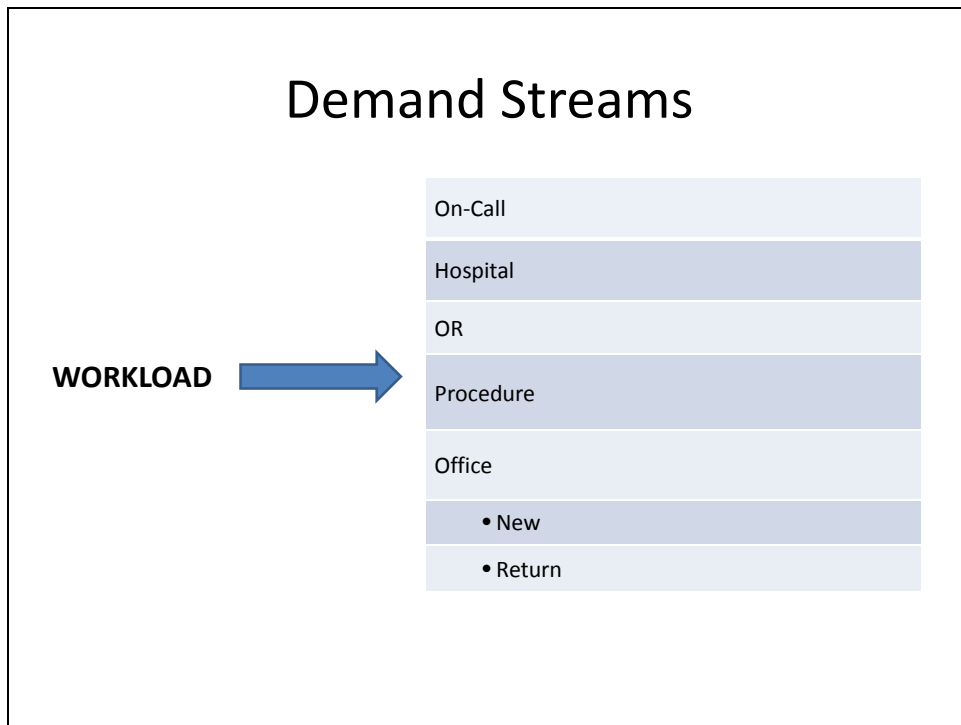 Demand Streams
On-Call
Hospital
OR
WORKLOAD
Procedure
Office
• New
• Return